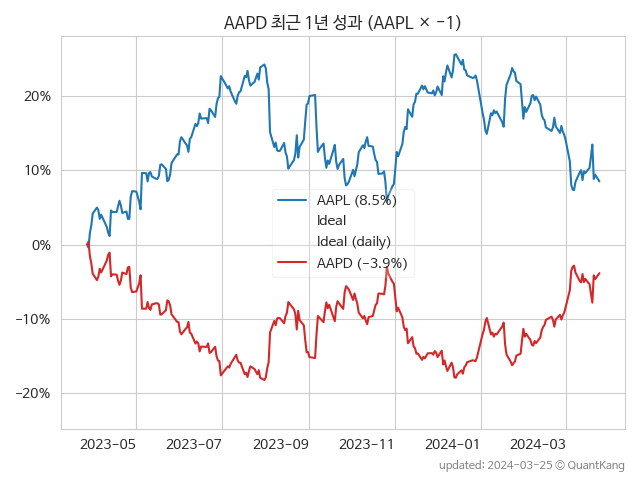 AAPD 최근 1년 성과 (AAPL × −1)
20%
10%
0%
−10%
−20%
AAPL (8.5%)
Ideal
Ideal (daily)
AAPD (−3.9%)
2023−05
2023−07
2023−09
2023−11
2024−01
2024−03
updated: 2024−03−25 © QuantKang